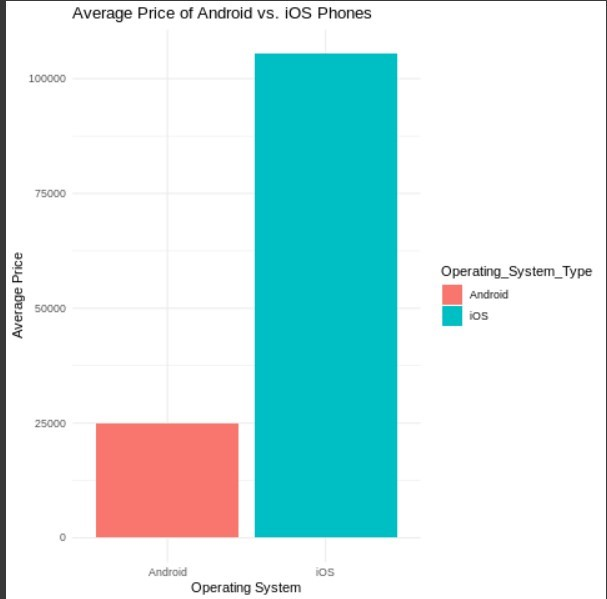 Average Price of Android vs. iOS Phones
100000
75000
50000
25000
0
Average Price
Android
iOS
Operating System
Operating_System_Type
Android
iOS